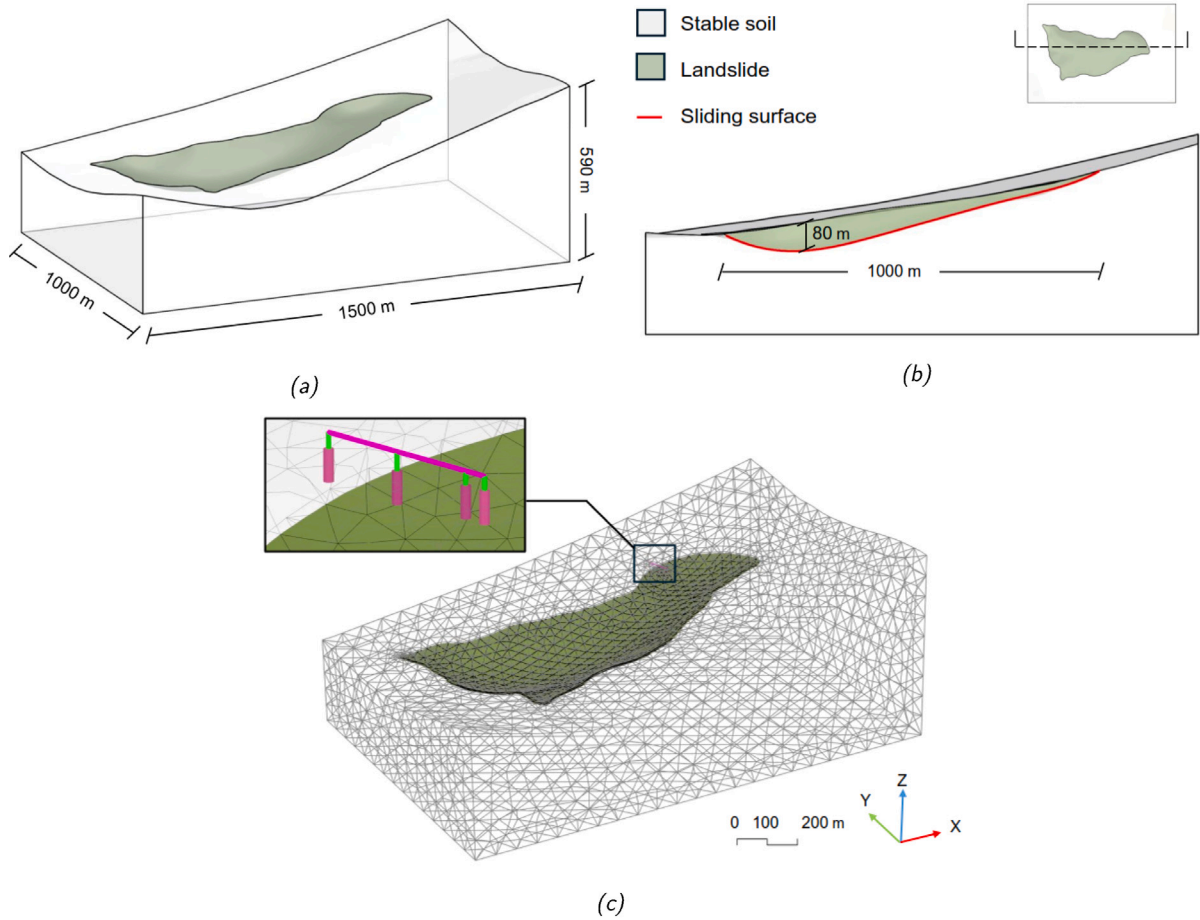 Stable soil
Landslide
Sliding surface
590 m
80 m
1000 m
1000 m
1500 m
(a)
(b)
Z
Y
X
0 100 200 m
(c)